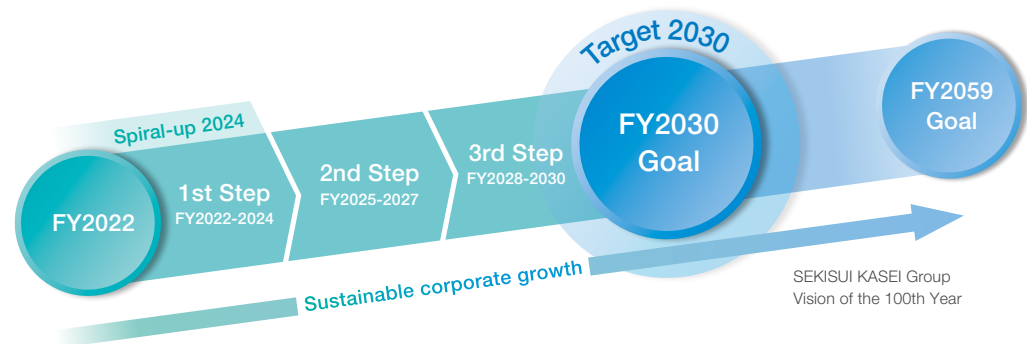 Target 2030
Spiral-up 2024
FY2022
1st Step
FY2022-2024
2nd Step
FY2025-2027
3rd Step
FY2028-2030
FY2030
Goal
FY2059
Goal
Sustainable corporate growth
SEKISUI KASEI Group
Vision of the 100th Year